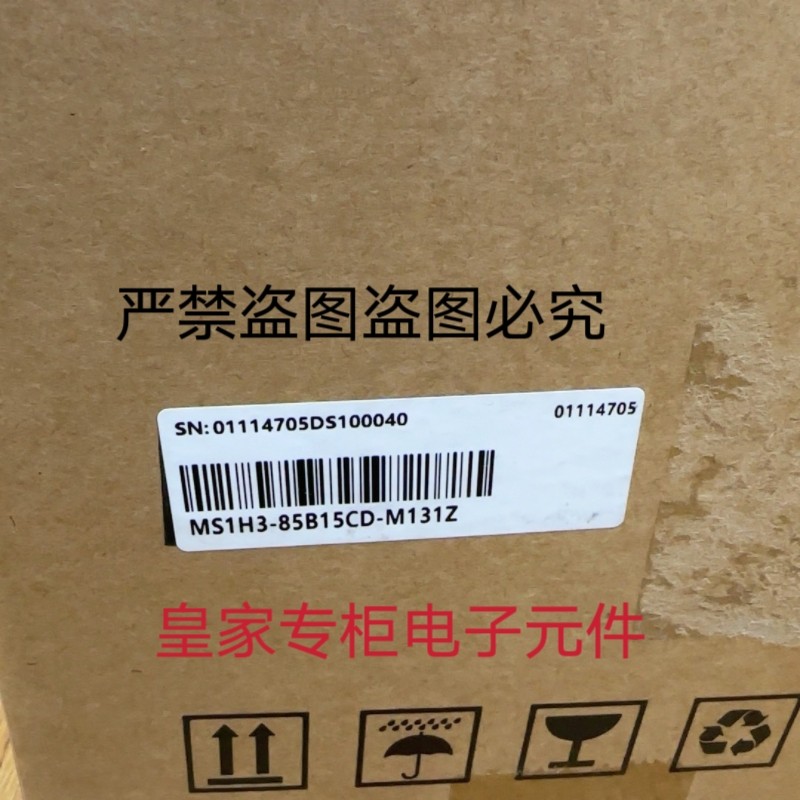 严禁盗图盗图必究
SN:01114705DS100040
01114705
MS1H3-85B15CD-M131Z
皇家专柜电子元件